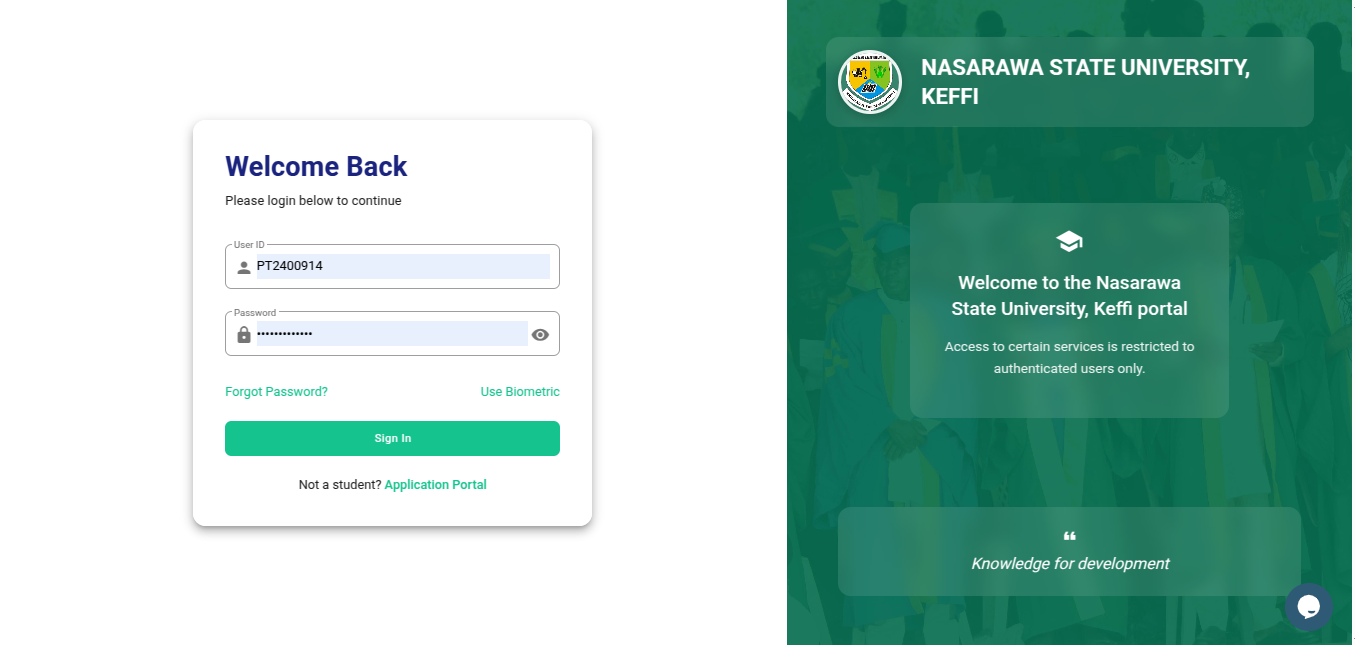 Welcome Back
Please login below to continue
User ID
PT2400914
Password
•••••••••••••
Forgot Password?
Use Biometric
Sign In
Not a student? Application Portal
NASARAWA STATE UNIVERSITY,
KEFFI
Welcome to the Nasarawa
State University, Keffi portal
Access to certain services is restricted to
authenticated users only.
❝
Knowledge for development